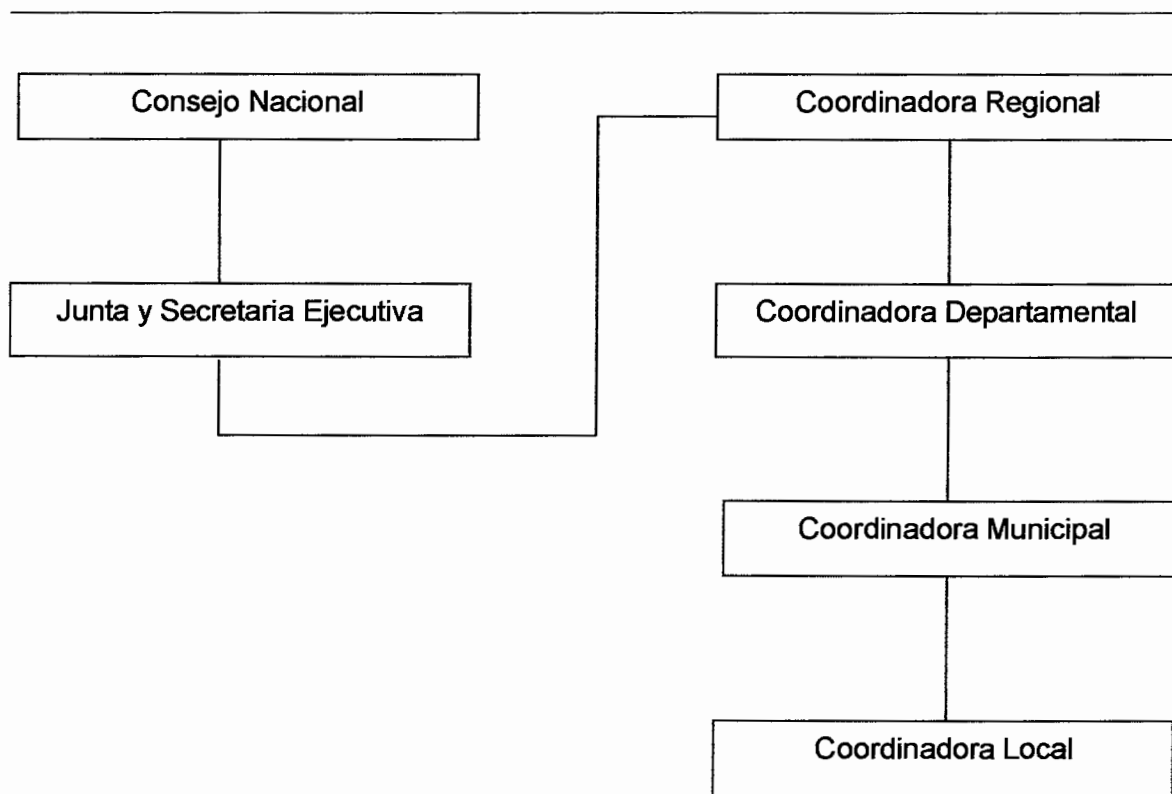 Consejo Nacional
Junta y Secretaria Ejecutiva
Coordinadora Regional
Coordinadora Departamental
Coordinadora Municipal
Coordinadora Local